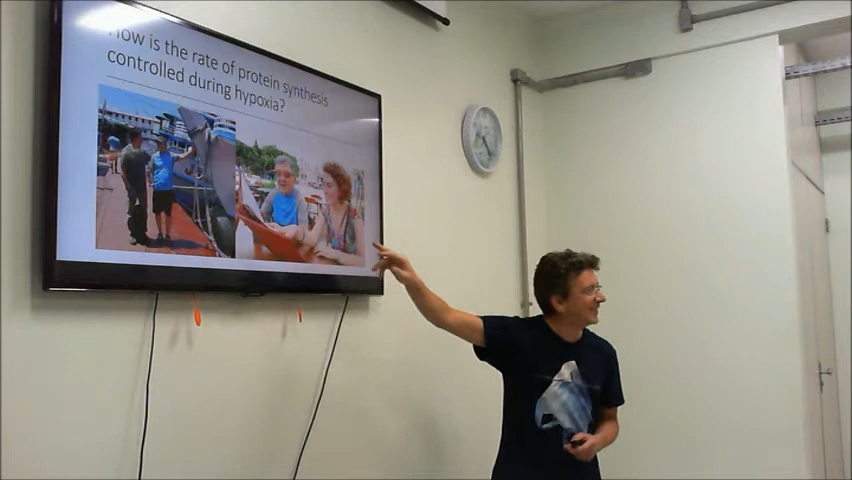 How is the rate of protein synthesis
controlled during hypoxia?